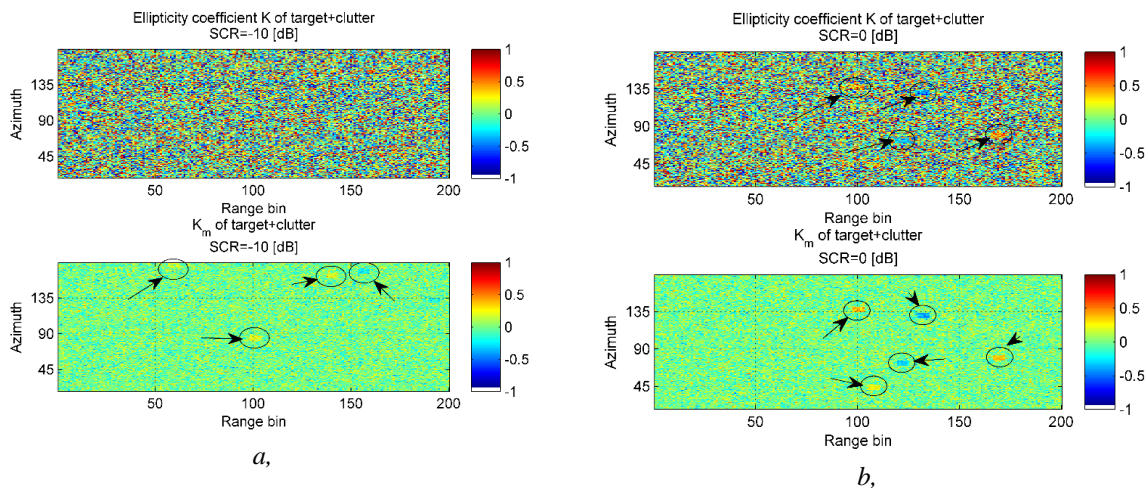 Ellipticity coefficient K of target+clutter
SCR=-10 [dB]
Azimuth
135
90
45
50
100
150
200
Range bin
1
0.5
0
-0.5
-1
K_m of target+clutter
SCR=-10 [dB]
Azimuth
135
90
45
50
100
150
200
Range bin
1
0.5
0
-0.5
-1
a,
Ellipticity coefficient K of target+clutter
SCR=0 [dB]
Azimuth
135
90
45
50
100
150
200
Range bin
1
0.5
0
-0.5
-1
K_m of target+clutter
SCR=0 [dB]
Azimuth
135
90
45
50
100
150
200
Range bin
1
0.5
0
-0.5
-1
b,